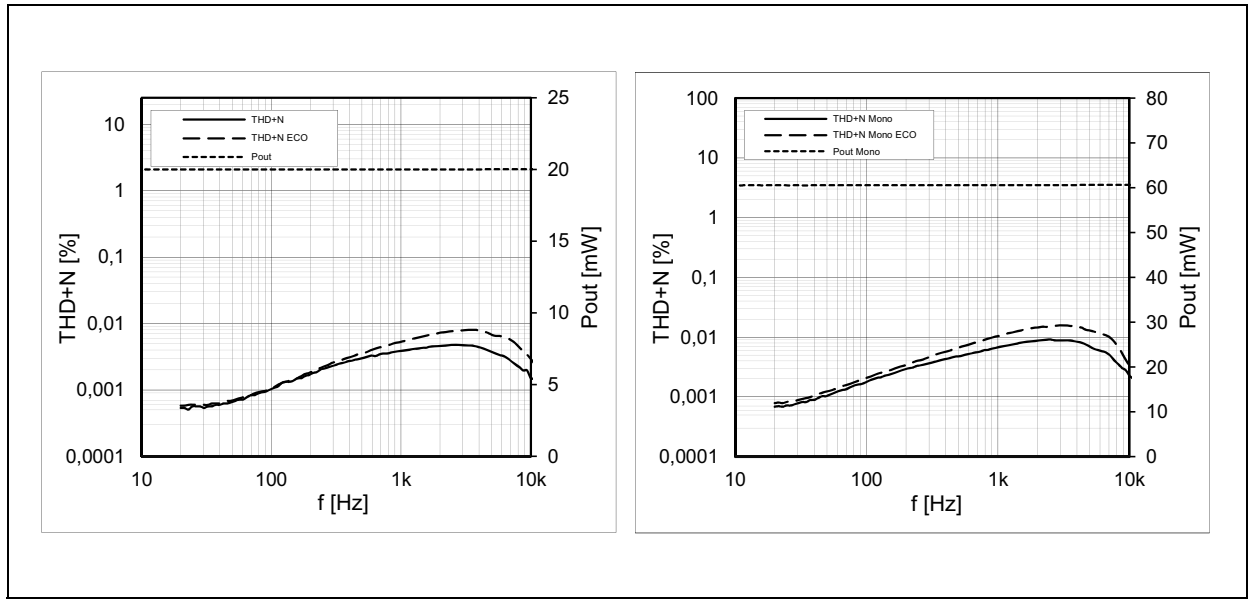 THD+N
THD+N ECO
Pout
10
1
0,1
0,01
0,001
0,0001
THD+N [%]
25
20
15
10
5
0
Pout [mW]
10
100
1k
10k
f [Hz]
THD+N Mono
THD+N Mono ECO
Pout Mono
100
10
1
0,1
0,01
0,001
0,0001
THD+N [%]
80
70
60
50
40
30
20
10
0
Pout [mW]
10
100
1k
10k
f [Hz]